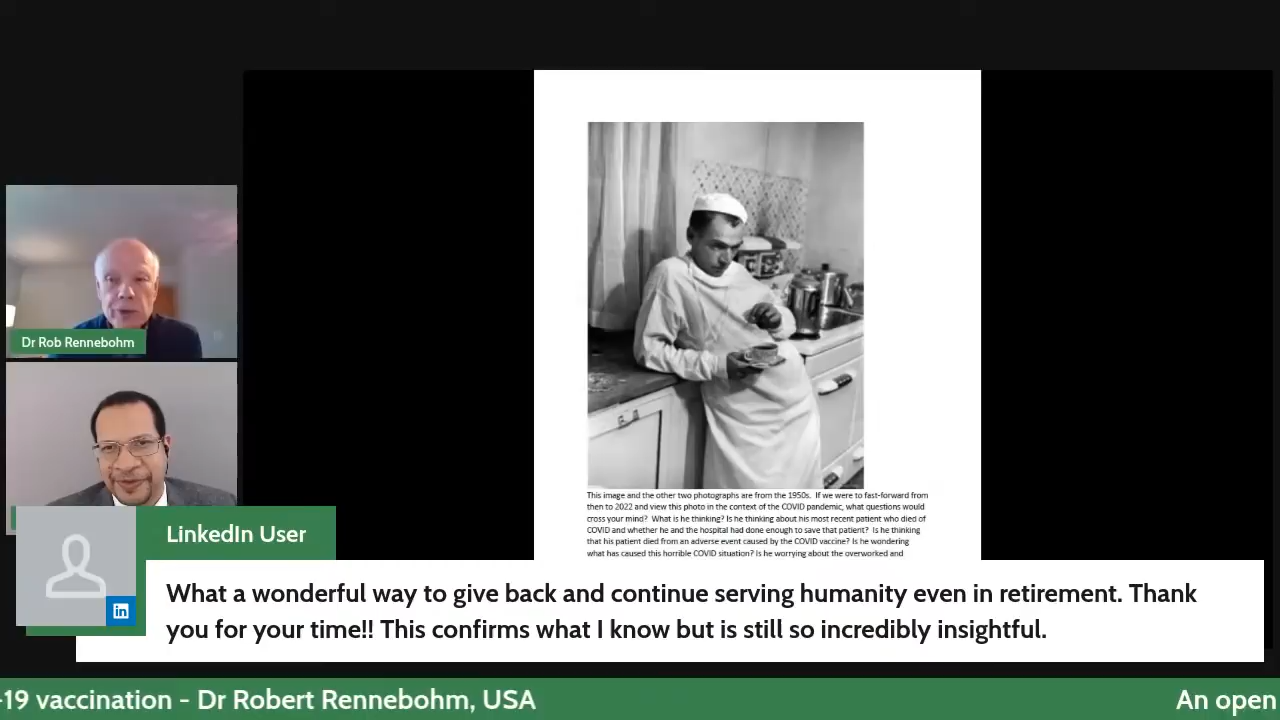 Dr Rob Rennebohm
This image and the other two photographs are from the 1950s. If we were to fast-forward from
then to 2022 and view this photo in the context of the COVID pandemic, what questions would
cross your mind? What is he thinking? Is he thinking about his most recent patient who died of
COVID and whether he and the hospital had done enough to save that patient? Is he thinking
that his patient died from an adverse event caused by the COVID vaccine? Is he wondering
what has caused this horrible COVID situation? Is he worrying about the overworked and
LinkedIn User
in
What a wonderful way to give back and continue serving humanity even in retirement. Thank
you for your time!! This confirms what I know but is still so incredibly insightful.
-19 vaccination - Dr Robert Rennebohm, USA
An open